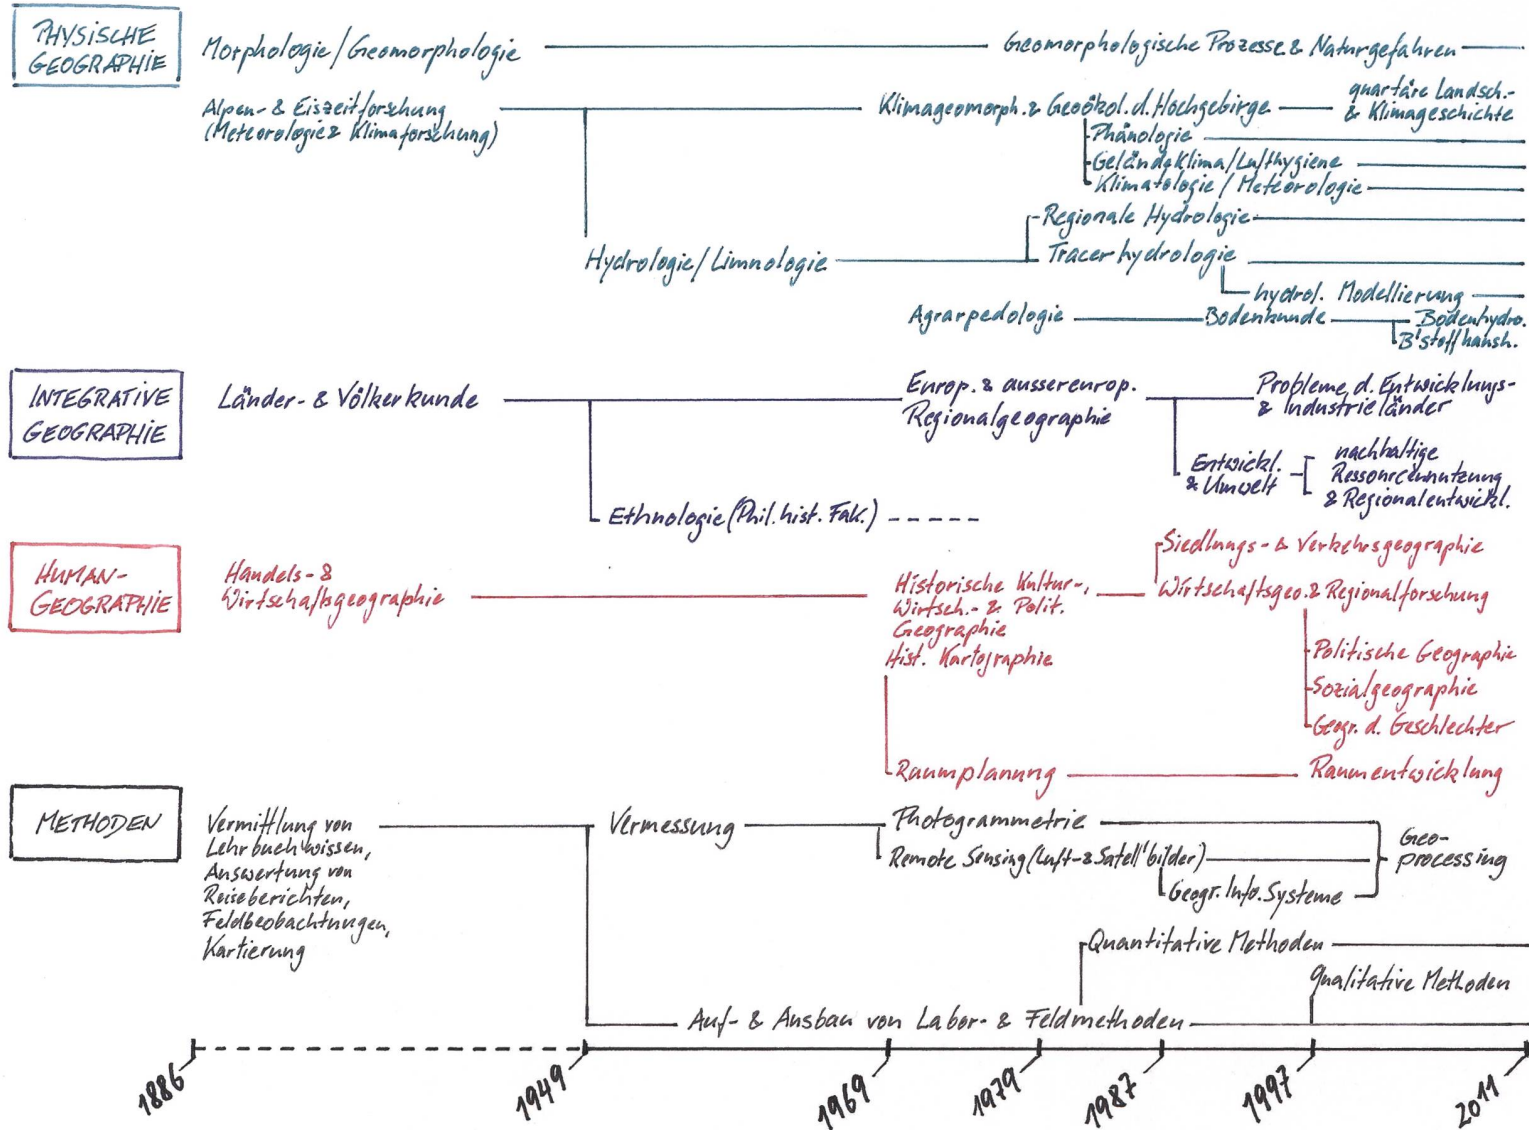 PHYSISCHE
GEOGRAPHIE
Morphologie/Geomorphologie
Geomorphologische Prozesse & Naturgefahren
Alpen- & Eiszeitforschung
(Meteorologie & Klimaforschung)
Klimageomorph. & Geoökol. d. Hochgebirge
quartäre Landsch.-
& Klimageschichte
Phänologie
Geländeklima/Lufthygiene
Klimatologie/Meteorologie
Regionale Hydrologie
Hydrologie/Limnologie
Tracerhydrologie
hydrol. Modellierung
Agrarpedologie
Bodenkunde
Bodenhydro.
B'stoffhaush.
INTEGRATIVE
GEOGRAPHIE
Länder- & Völkerkunde
Europ. & aussereurop.
Regionalgeographie
Probleme d. Entwicklungs-
& Industrieländer
Entwickl.
& Umwelt
nachhaltige
Ressourcennutzung
& Regionalentwickl.
Ethnologie (Phil. hist. Fak.)
HUMAN-
GEOGRAPHIE
Handels- &
Wirtschaftsgeographie
Historische Kultur-,
Wirtsch.- & Polit.
Geographie
Hist. Kartographie
Siedlungs- & Verkehrsgeographie
Wirtschaftsgeo. & Regionalforschung
Politische Geographie
Sozialgeographie
Geogr. d. Geschlechter
Raumplanung
Raumentwicklung
METHODEN
Vermittlung von
Lehrbuchwissen,
Auswertung von
Reiseberichten,
Feldbeobachtungen,
Kartierung
Vermessung
Photogrammetrie
Remote Sensing (Luft- & Satell'bilder)
Geogr. Info. Systeme
Geo-
processing
Quantitative Methoden
Qualitative Methoden
Auf- & Ausbau von Labor- & Feldmethoden
1886
1949
1969
1979
1987
1997
2011